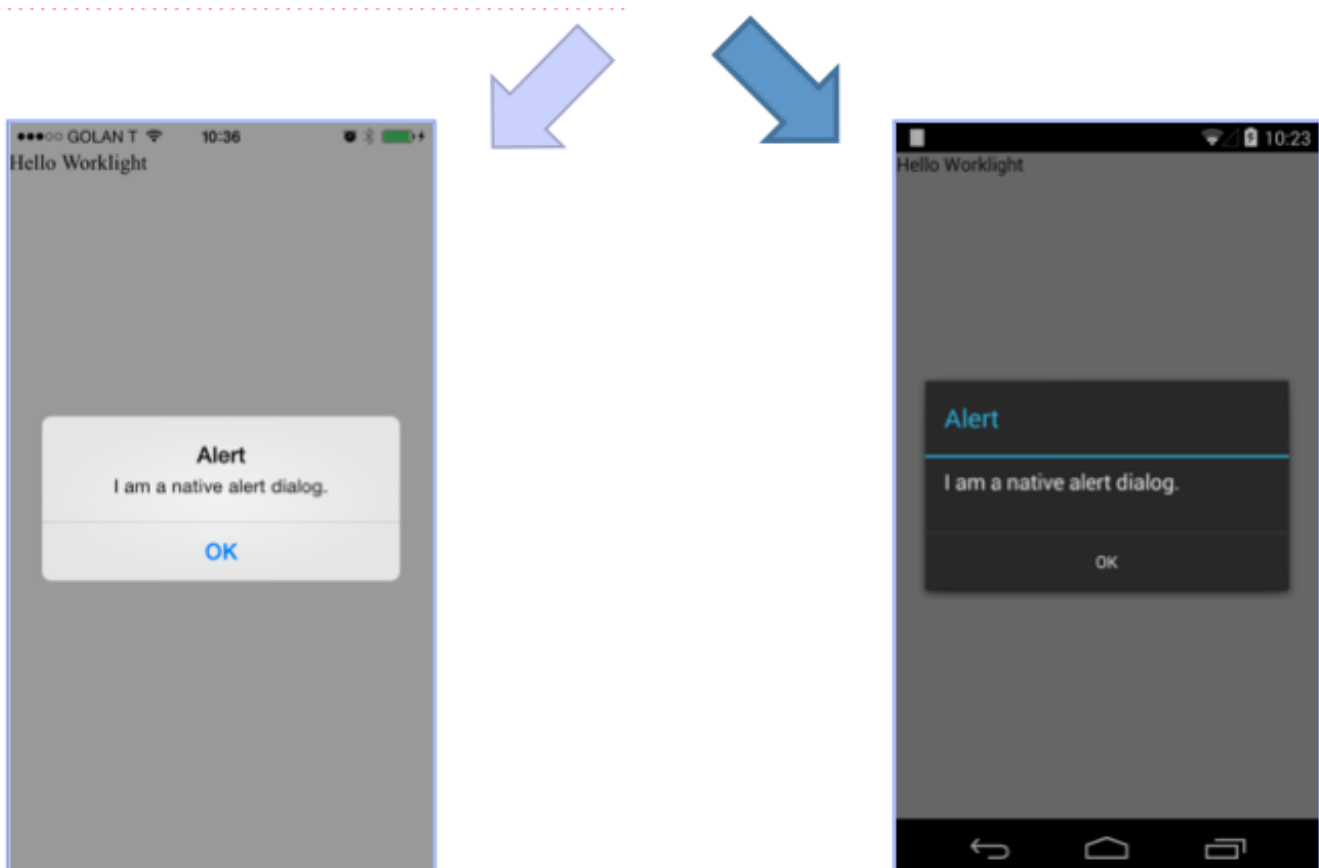 GOLAN T 10:36
Hello Worklight
Alert
I am a native alert dialog.
OK
10:23
Hello Worklight
Alert
I am a native alert dialog.
OK